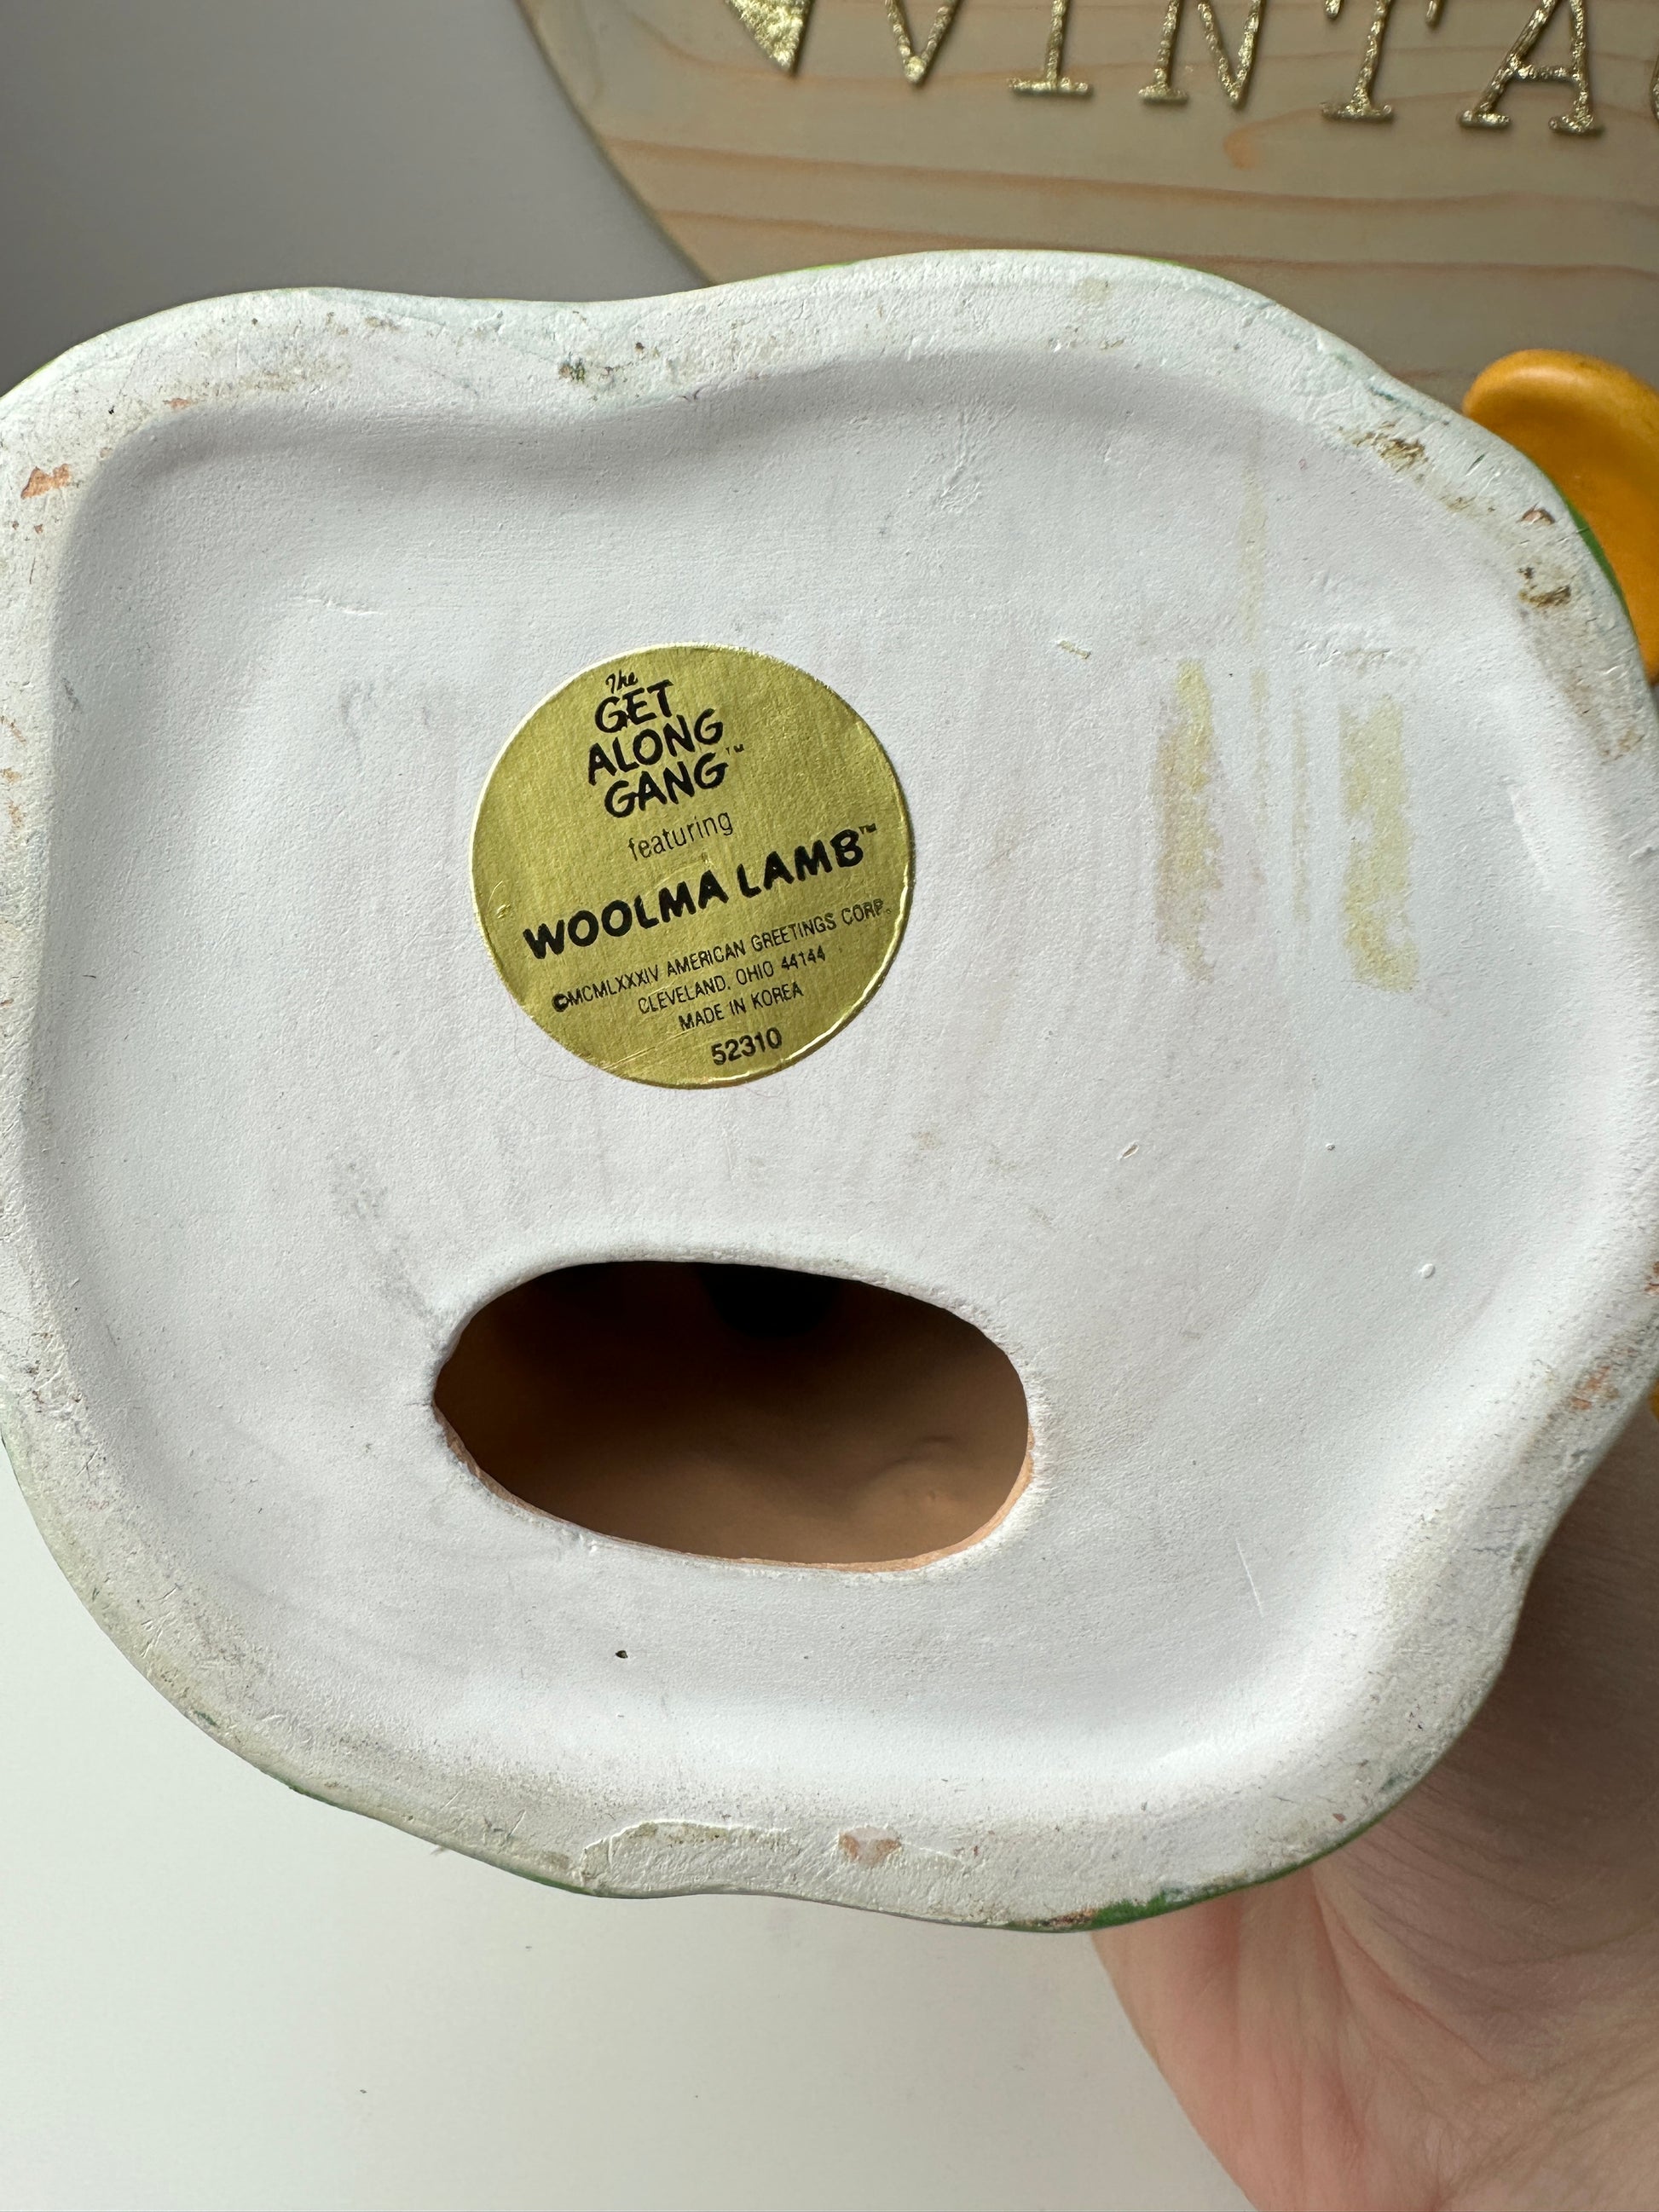 VINTA
The
GET
ALONG
GANG™
featuring
WOOLMA LAMB™
©MCMLXXXIV AMERICAN GREETINGS CORP.
CLEVELAND, OHIO 44144
MADE IN KOREA
52310